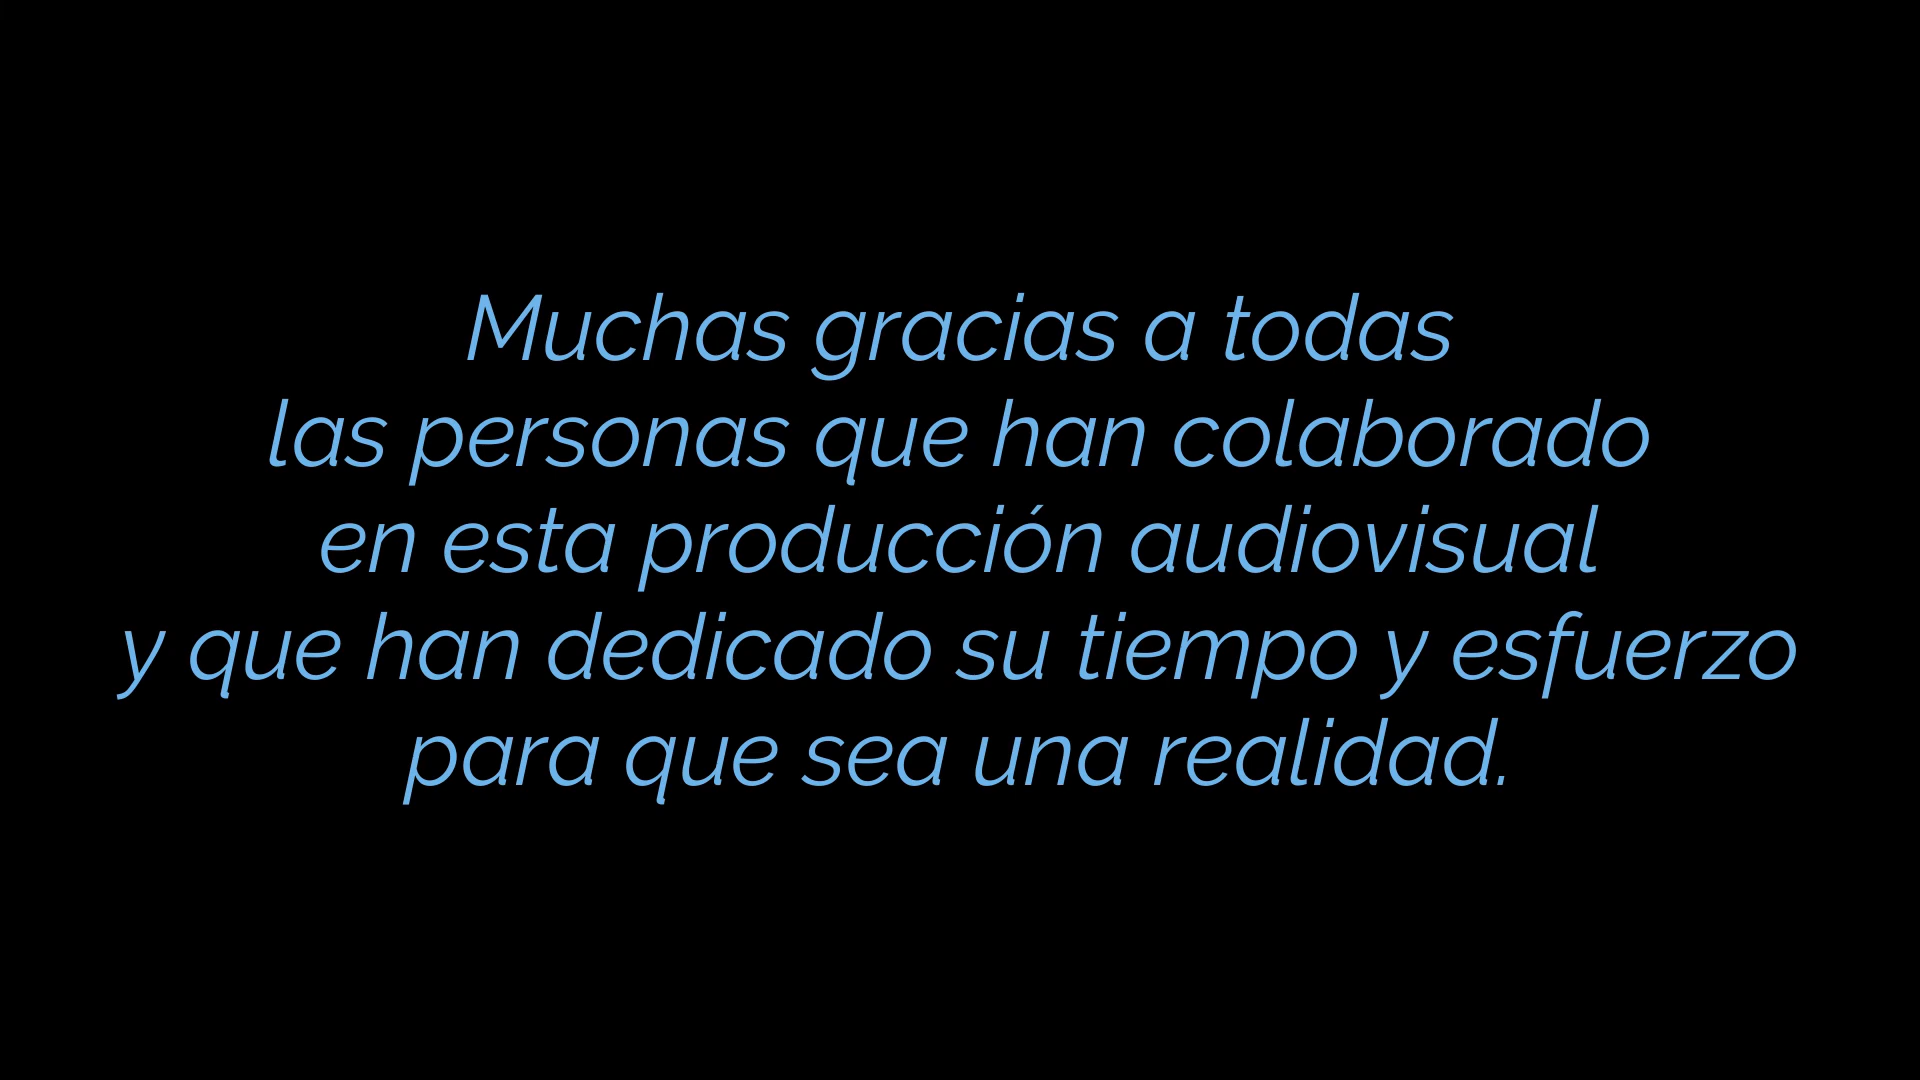 Muchas gracias a todas
las personas que han colaborado
en esta producción audiovisual
y que han dedicado su tiempo y esfuerzo
para que sea una realidad.